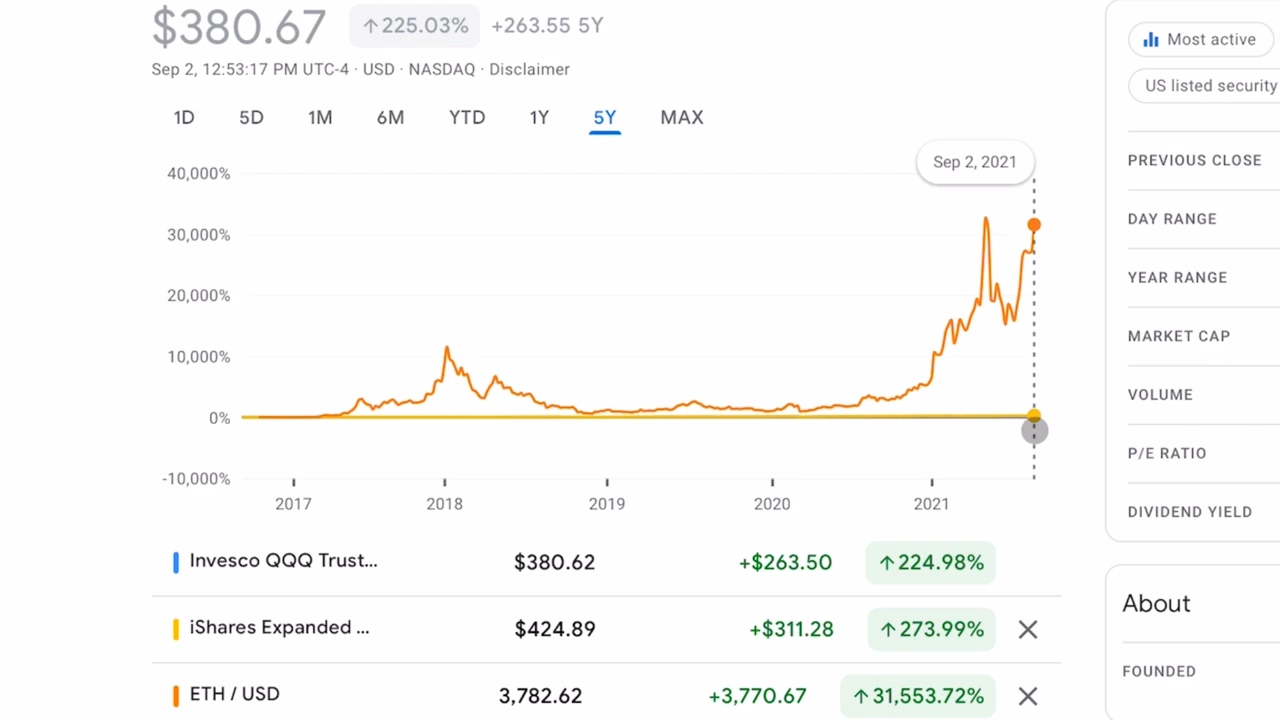 $380.67 ↑225.03% +263.55 5Y
Sep 2, 12:53:17 PM UTC-4 · USD · NASDAQ · Disclaimer
1D 5D 1M 6M YTD 1Y 5Y MAX
Sep 2, 2021
40,000%
30,000%
20,000%
10,000%
0%
-10,000%
2017 2018 2019 2020 2021
Invesco QQQ Trust... $380.62 +$263.50 ↑224.98%
iShares Expanded ... $424.89 +$311.28 ↑273.99%
ETH / USD 3,782.62 +3,770.67 ↑31,553.72%
Most active
US listed security
PREVIOUS CLOSE
DAY RANGE
YEAR RANGE
MARKET CAP
VOLUME
P/E RATIO
DIVIDEND YIELD
About
FOUNDED